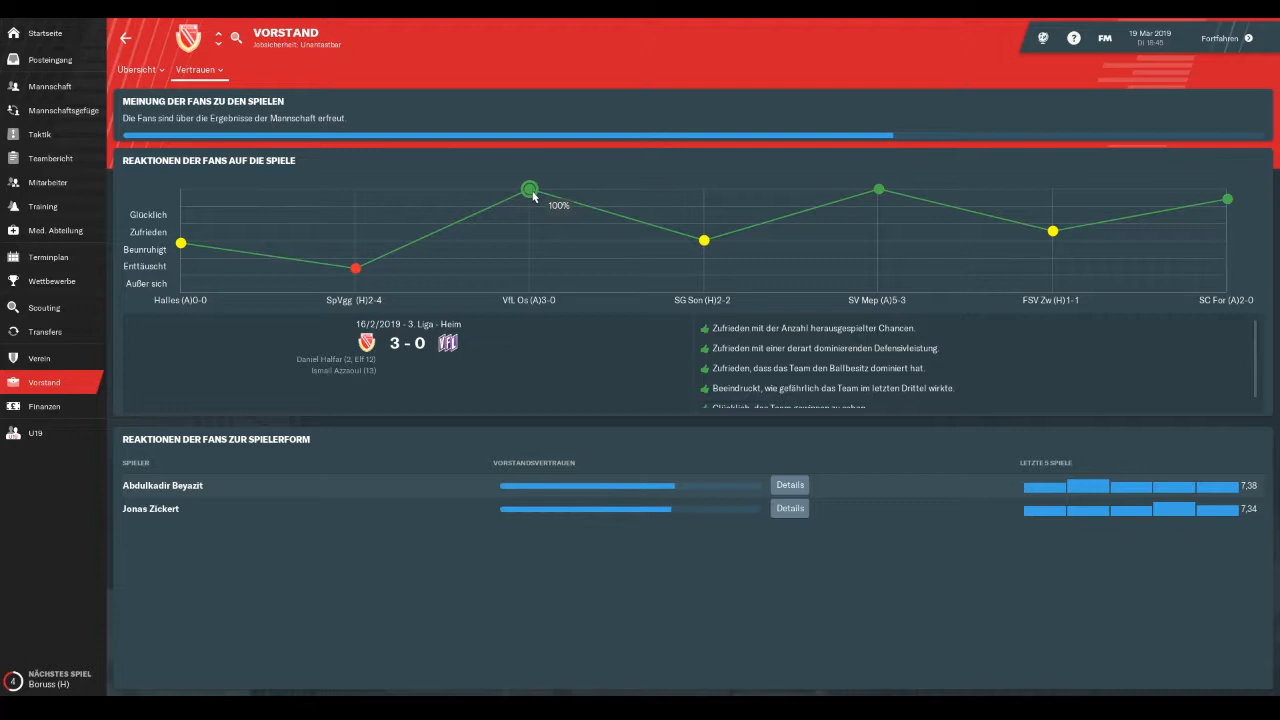 Startseite
Posteingang
Mannschaft
Mannschaftsgefüge
Taktik
Teambericht
Mitarbeiter
Training
Med. Abteilung
Terminplan
Wettbewerbe
Scouting
Transfers
Verein
Vorstand
Finanzen
U19
4
NÄCHSTES SPIEL
Boruss (H)
VORSTAND
Jobsicherheit: Unantastbar
?
FM
19 Mar 2019
Di 18:45
Fortfahren
Übersicht
Vertrauen
MEINUNG DER FANS ZU DEN SPIELEN
Die Fans sind über die Ergebnisse der Mannschaft erfreut.
REAKTIONEN DER FANS AUF DIE SPIELE
100%
Glücklich
Zufrieden
Beunruhigt
Enttäuscht
Außer sich
Halles (A)0-0
SpVgg (H)2-4
VfL Os (A)3-0
SG Son (H)2-2
SV Mep (A)5-3
FSV Zw (H)1-1
SC For (A)2-0
16/2/2019 - 3. Liga - Heim
3 - 0
Daniel Halfar (2, Elf 12)
Ismail Azzaoui (13)
Zufrieden mit der Anzahl herausgespielter Chancen.
Zufrieden mit einer derart dominierenden Defensivleistung.
Zufrieden, dass das Team den Ballbesitz dominiert hat.
Beeindruckt, wie gefährlich das Team im letzten Drittel wirkte.
Glücklich, das Team gewinnen zu sehen.
REAKTIONEN DER FANS ZUR SPIELERFORM
SPIELER VORSTANDSVERTRAUEN LETZTE 5 SPIELE
Abdulkadir Beyazit Details 7,38
Jonas Zickert Details 7,34